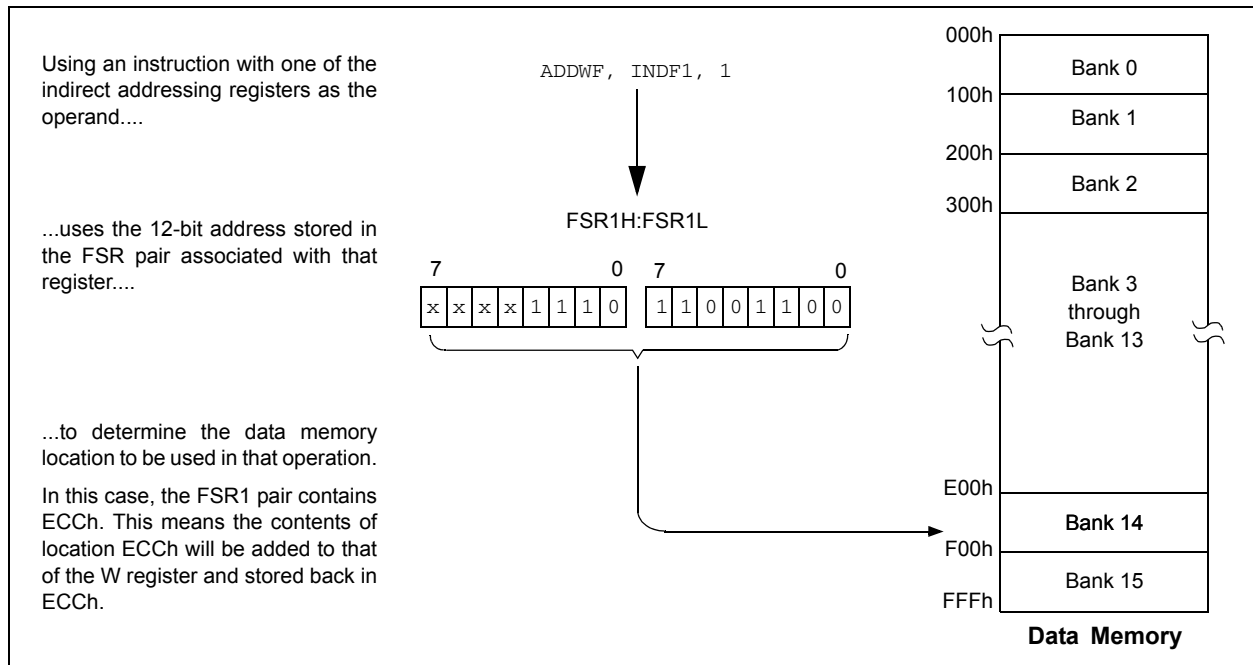 Using an instruction with one of the
indirect addressing registers as the
operand....
ADDWF, INDF1, 1
...uses the 12-bit address stored in
the FSR pair associated with that
register....
FSR1H:FSR1L
7 0 7 0
x x x x 1 1 1 0 1 1 0 0 1 1 0 0
...to determine the data memory
location to be used in that operation.
In this case, the FSR1 pair contains
ECCh. This means the contents of
location ECCh will be added to that
of the W register and stored back in
ECCh.
000h
Bank 0
100h
Bank 1
200h
Bank 2
300h
Bank 3
through
Bank 13
E00h
Bank 14
F00h
Bank 15
FFFh
Data Memory